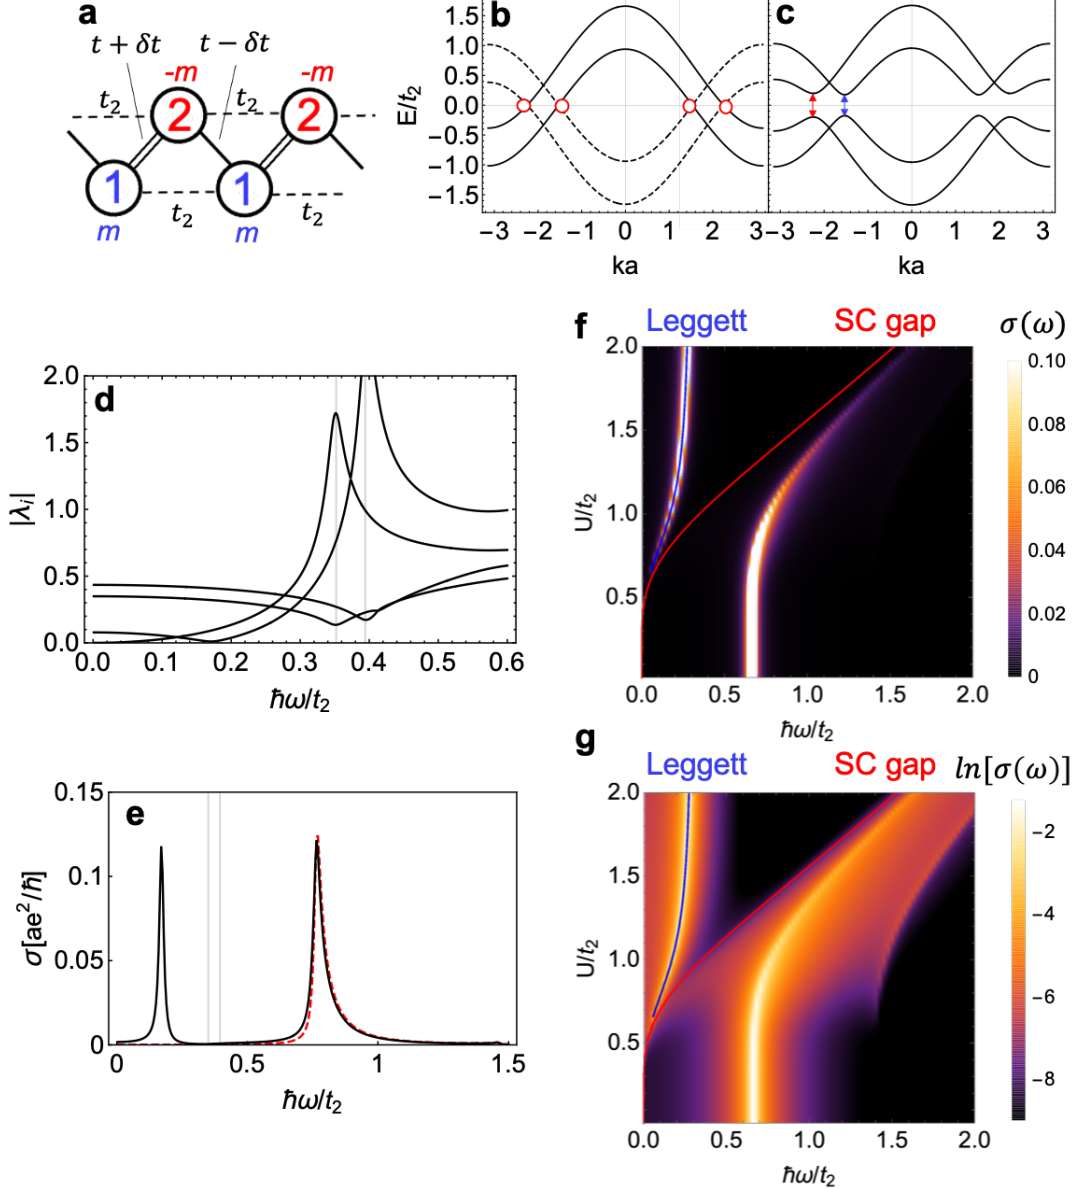 a
t + δt
t − δt
-m
-m
t₂
t₂
2
2
1
1
t₂
t₂
m
m
b
E/t₂
1.5
1.0
0.5
0.0
−0.5
−1.0
−1.5
−3 −2 −1 0 1 2 3
ka
c
−3 −2 −1 0 1 2 3
ka
d
|λᵢ|
2.0
1.5
1.0
0.5
0.0
0.0 0.1 0.2 0.3 0.4 0.5 0.6
ħω/t₂
e
σ[ae²/ħ]
0.15
0.1
0.05
0
0 0.5 1 1.5
ħω/t₂
f
Leggett
SC gap
σ(ω)
U/t₂
2.0
1.5
1.0
0.5
0.0 0.5 1.0 1.5 2.0
ħω/t₂
0.10
0.08
0.06
0.04
0.02
0
g
Leggett
SC gap
ln[σ(ω)]
U/t₂
2.0
1.5
1.0
0.5
0.0 0.5 1.0 1.5 2.0
ħω/t₂
−2
−4
−6
−8